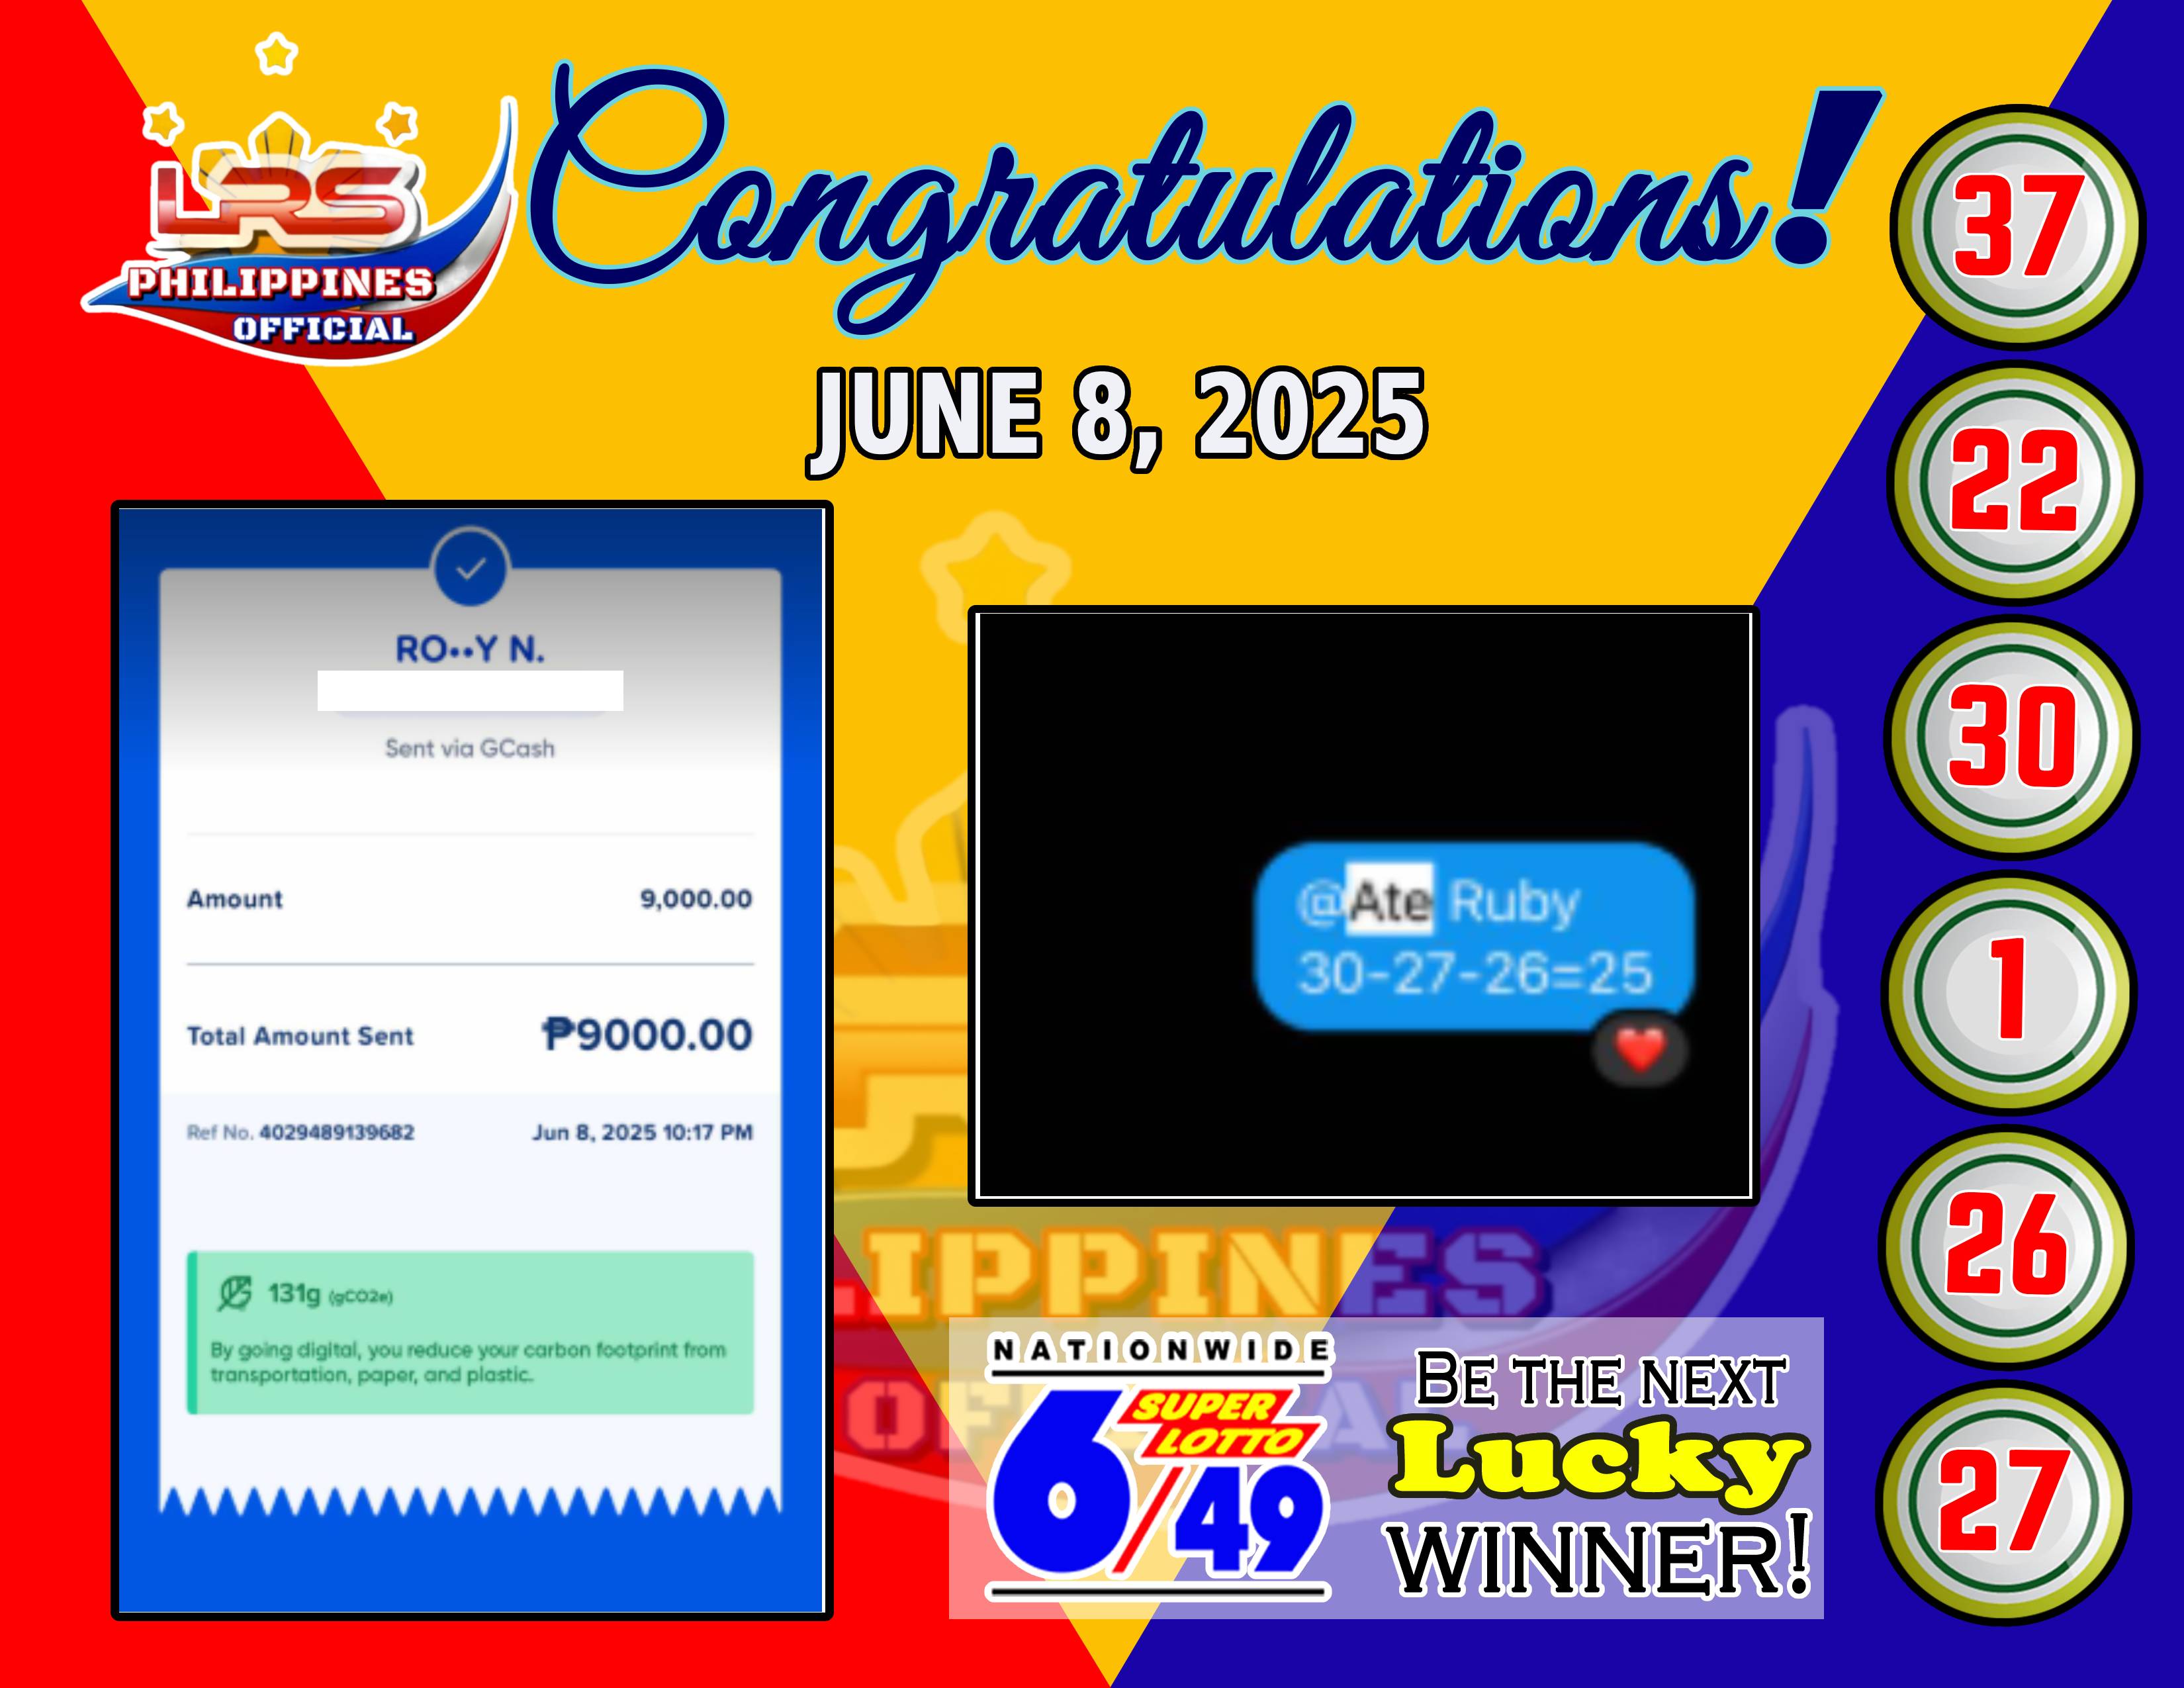 LRS
PHILIPPINES
OFFICIAL
Congratulations!
JUNE 8, 2025
RO••Y N.
Sent via GCash
Amount 9,000.00
Total Amount Sent ₱9000.00
Ref No. 4029489139682 Jun 8, 2025 10:17 PM
131g (gCO2e)
By going digital, you reduce your carbon footprint from
transportation, paper, and plastic.
@Ate Ruby
30-27-26=25
37
22
30
1
26
27
LIPPINES
OFFICIAL
NATIONWIDE
SUPER
LOTTO
6/49
BE THE NEXT
Lucky
WINNER!